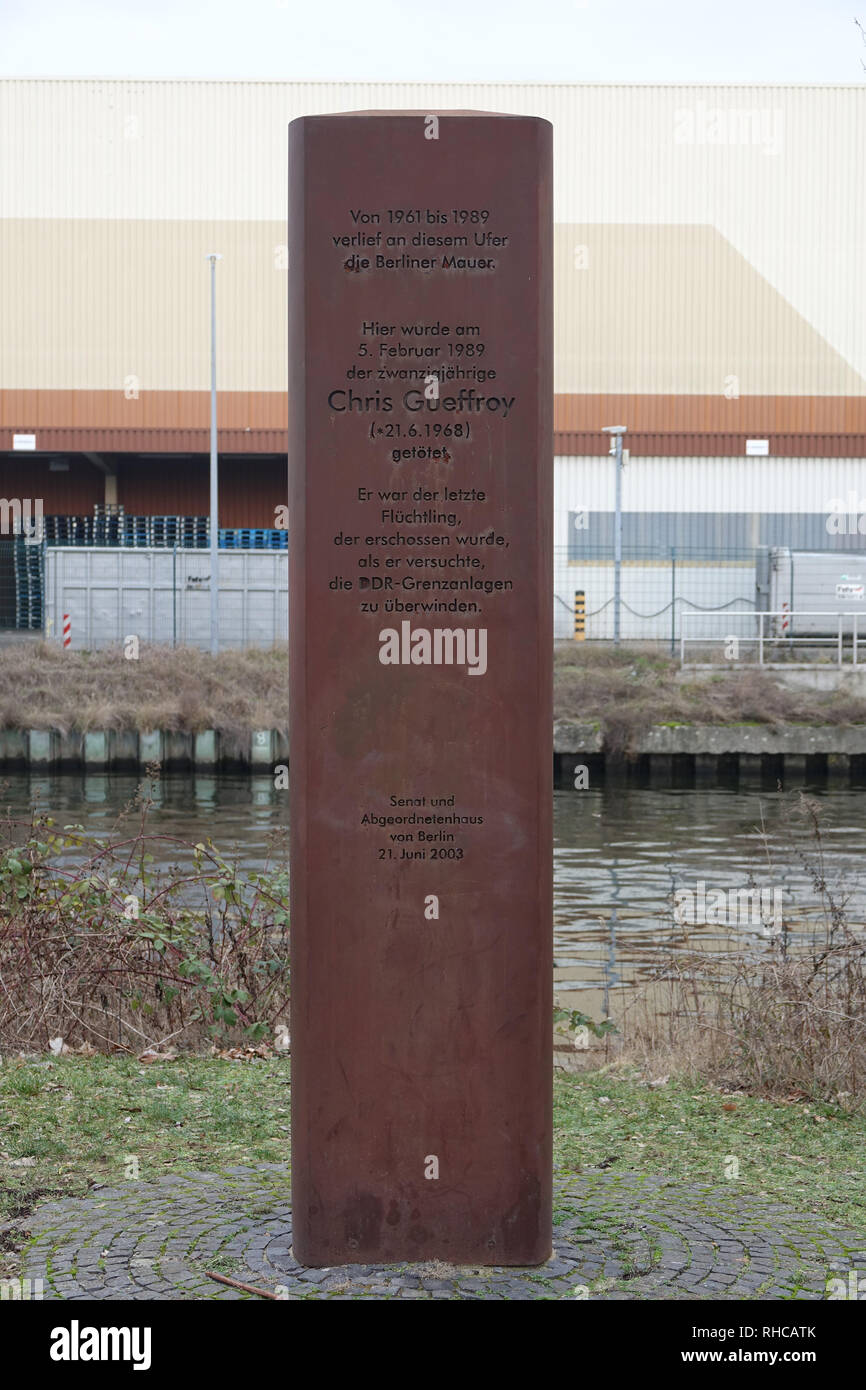 Von 1961 bis 1989
verlief an diesem Ufer
die Berliner Mauer.
Hier wurde am
5. Februar 1989
der zwanzigjährige
Chris Gueffroy
(*21.6.1968)
getötet.
Er war der letzte
Flüchtling,
der erschossen wurde,
als er versuchte,
die DDR-Grenzanlagen
zu überwinden.
Senat und
Abgeordnetenhaus
von Berlin
21. Juni 2003
alamy
alamy
Image ID: RHCATK
www.alamy.com